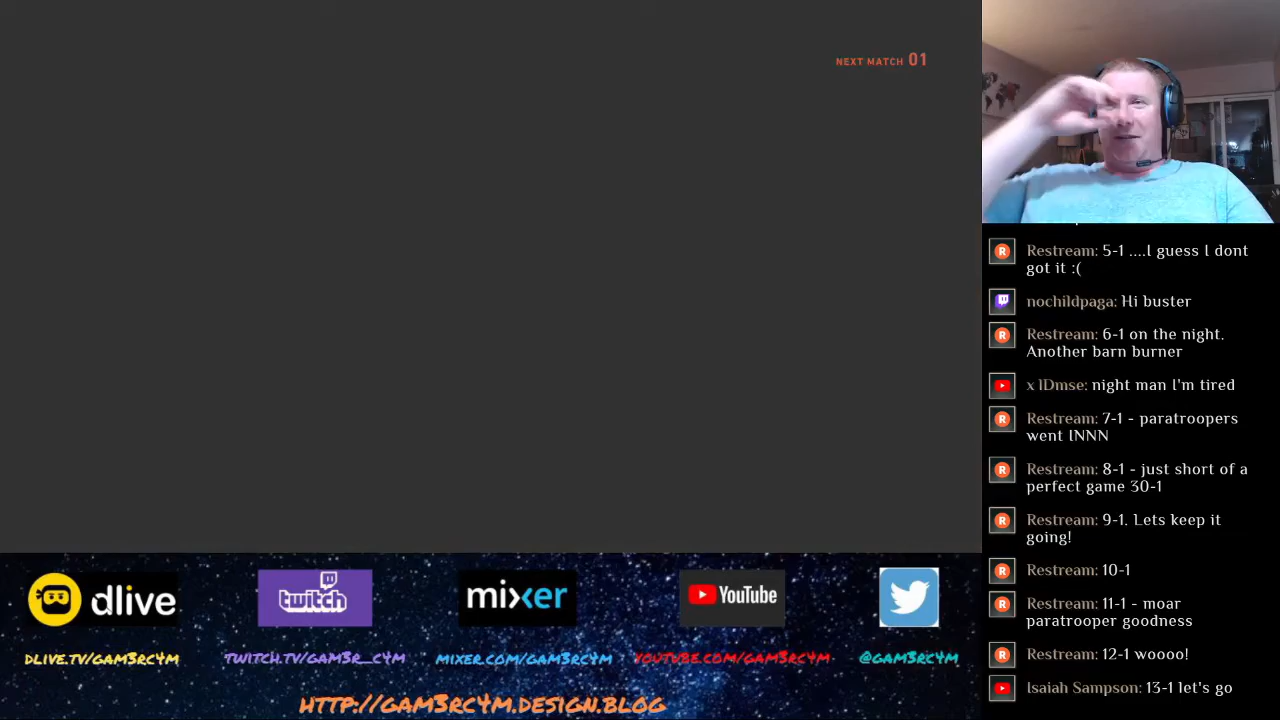 NEXT MATCH 01
Restream: 5-1 ....I guess I dont
got it :(
nochildpaga: Hi buster
Restream: 6-1 on the night.
Another barn burner
x IDmse: night man I'm tired
Restream: 7-1 - paratroopers
went INNN
Restream: 8-1 - just short of a
perfect game 30-1
Restream: 9-1. Lets keep it
going!
Restream: 10-1
Restream: 11-1 - moar
paratrooper goodness
Restream: 12-1 woooo!
Isaiah Sampson: 13-1 let's go
dlive
twitch
mixer
YouTube
DLIVE.TV/GAM3RC4M
TWITCH.TV/GAM3R_C4M
MIXER.COM/GAM3RC4M
YOUTUBE.COM/GAM3RC4M
@GAM3RC4M
HTTP://GAM3RC4M.DESIGN.BLOG